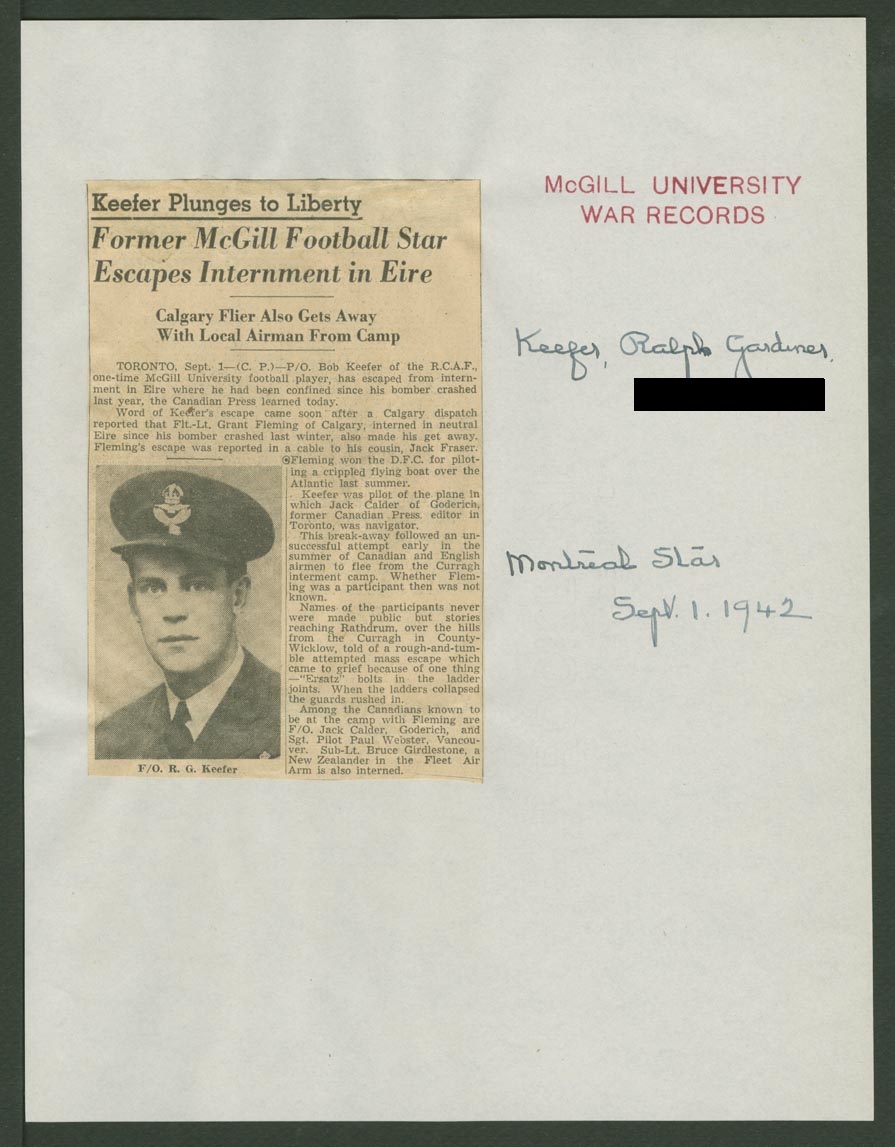 Keefer Plunges to Liberty
Former McGill Football Star
Escapes Internment in Eire
Calgary Flier Also Gets Away
With Local Airman From Camp
TORONTO, Sept. 1—(C. P.)—P/O. Bob Keefer of the R.C.A.F.,
one-time McGill University football player, has escaped from intern-
ment in Eire where he had been confined since his bomber crashed
last year, the Canadian Press learned today.
Word of Keefer's escape came soon after a Calgary dispatch
reported that Flt.-Lt. Grant Fleming of Calgary, interned in neutral
Eire since his bomber crashed last winter, also made his get away.
Fleming's escape was reported in a cable to his cousin, Jack Fraser.
Fleming won the D.F.C. for pilot-
ing a crippled flying boat over the
Atlantic last summer.
Keefer was pilot of the plane in
which Jack Calder of Goderich,
former Canadian Press editor in
Toronto, was navigator.
This break-away followed an un-
successful attempt early in the
summer of Canadian and English
airmen to flee from the Curragh
interment camp. Whether Flem-
ing was a participant then was not
known.
Names of the participants never
were made public but stories
reaching Rathdrum, over the hills
from the Curragh in County-
Wicklow, told of a rough-and-tum-
ble attempted mass escape which
came to grief because of one thing
—"Ersatz" bolts in the ladder
joints. When the ladders collapsed
the guards rushed in.
Among the Canadians known to
be at the camp with Fleming are
F/O. Jack Calder, Goderich, and
Sgt. Pilot Paul Webster, Vancou-
ver. Sub-Lt. Bruce Girdlestone, a
New Zealander in the Fleet Air
Arm is also interned.
F/O. R. G. Keefer
McGILL UNIVERSITY
WAR RECORDS
Keefer, Ralph Gardiner.
Montreal Star
Sept. 1. 1942